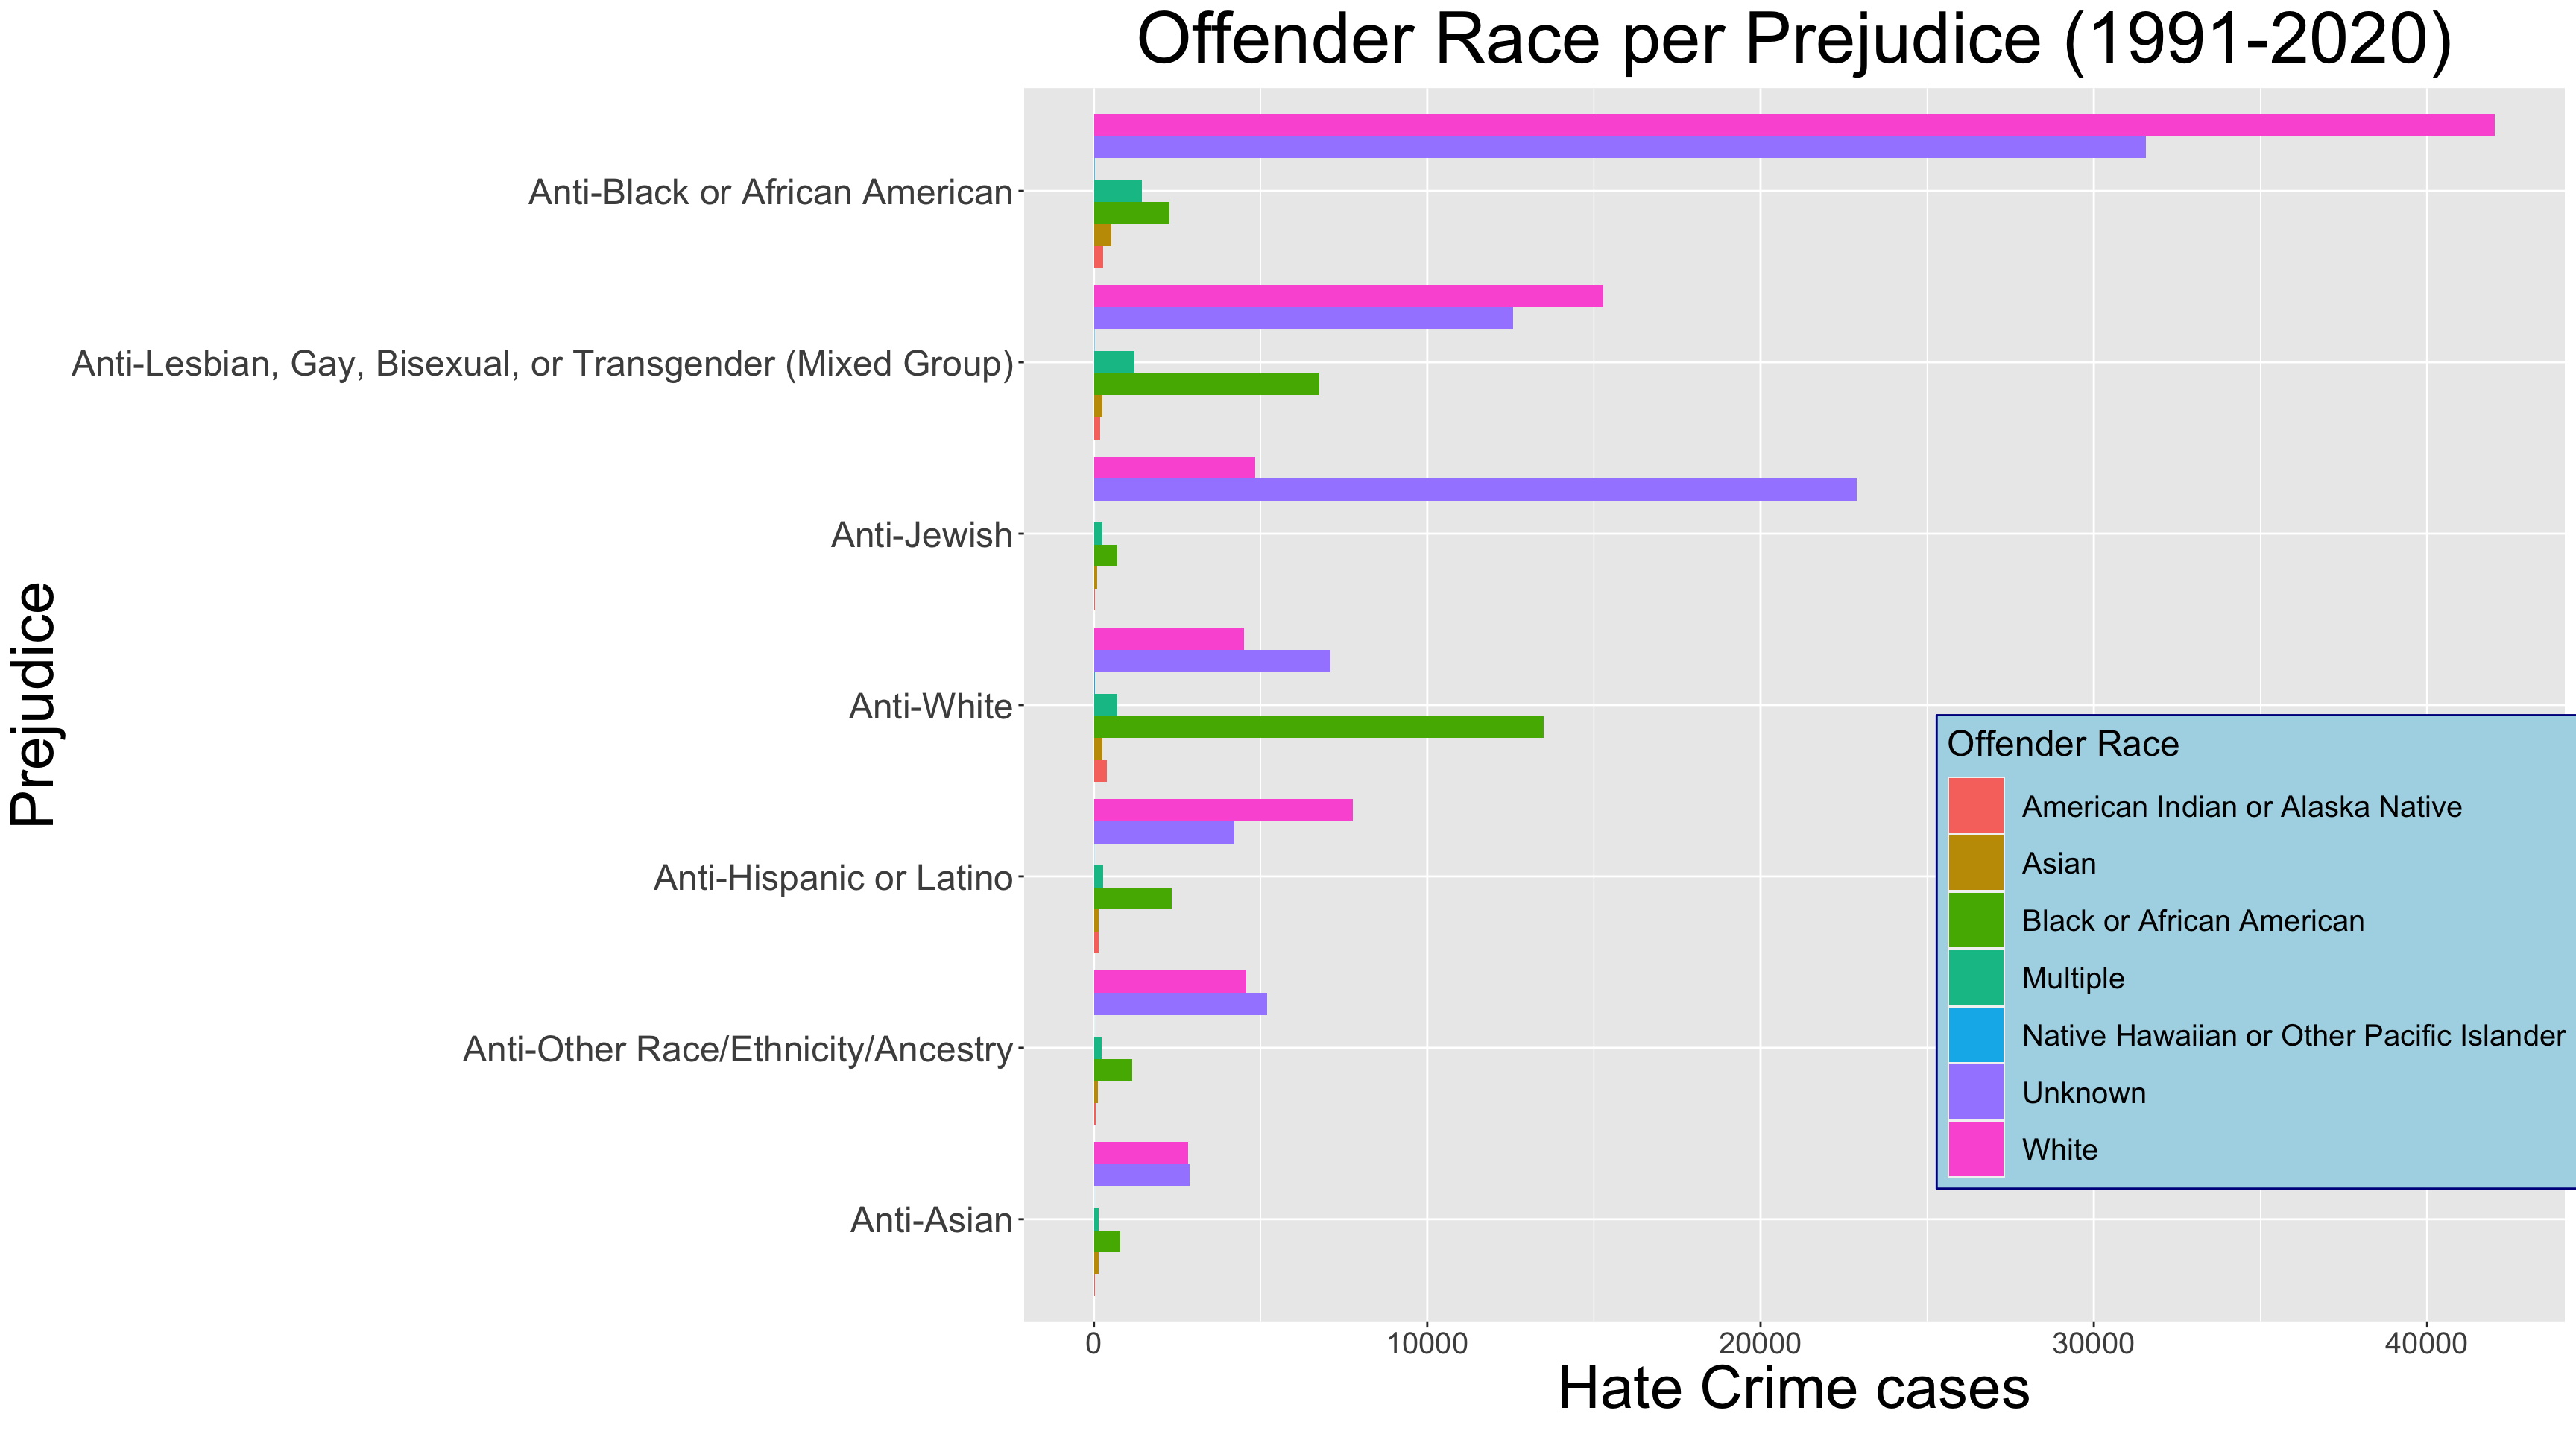 Offender Race per Prejudice (1991-2020)
Prejudice
Anti-Black or African American
Anti-Lesbian, Gay, Bisexual, or Transgender (Mixed Group)
Anti-Jewish
Anti-White
Anti-Hispanic or Latino
Anti-Other Race/Ethnicity/Ancestry
Anti-Asian
Offender Race
American Indian or Alaska Native
Asian
Black or African American
Multiple
Native Hawaiian or Other Pacific Islander
Unknown
White
0 10000 20000 30000 40000
Hate Crime cases